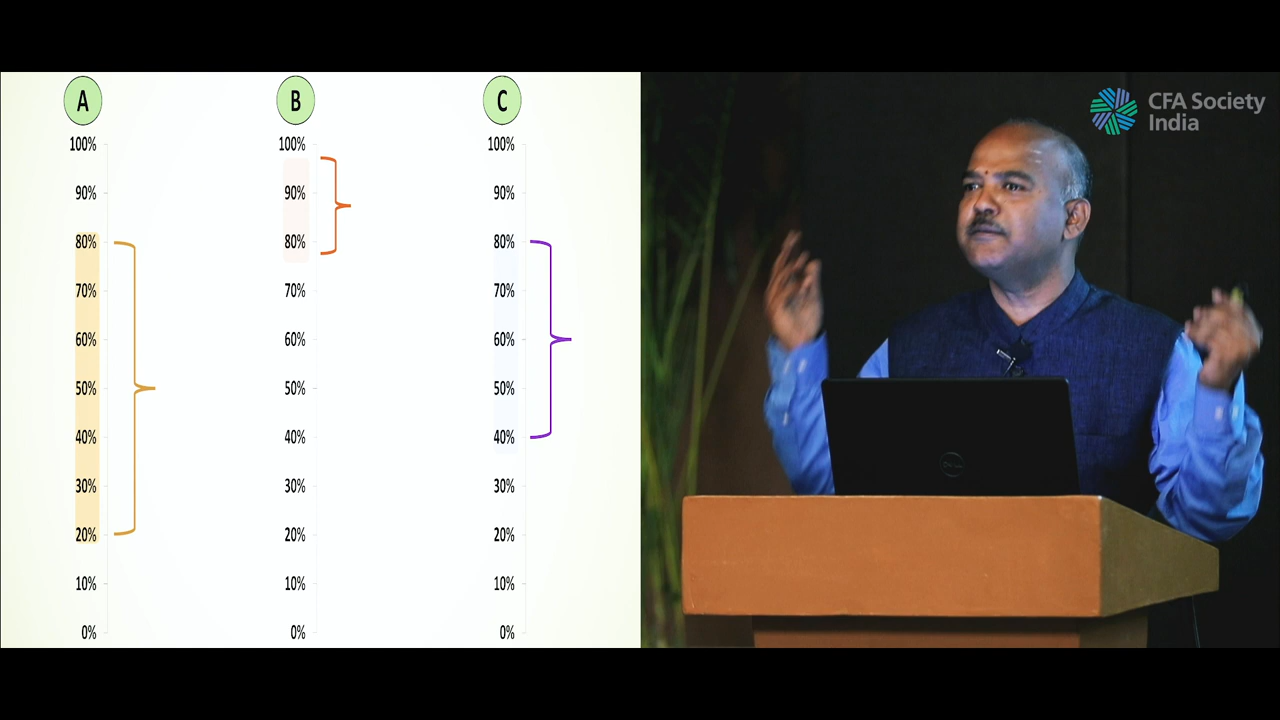 A B C
100% 100% 100%
90% 90% 90%
80% 80% 80%
70% 70% 70%
60% 60% 60%
50% 50% 50%
40% 40% 40%
30% 30% 30%
20% 20% 20%
10% 10% 10%
0% 0% 0%
CFA Society
India